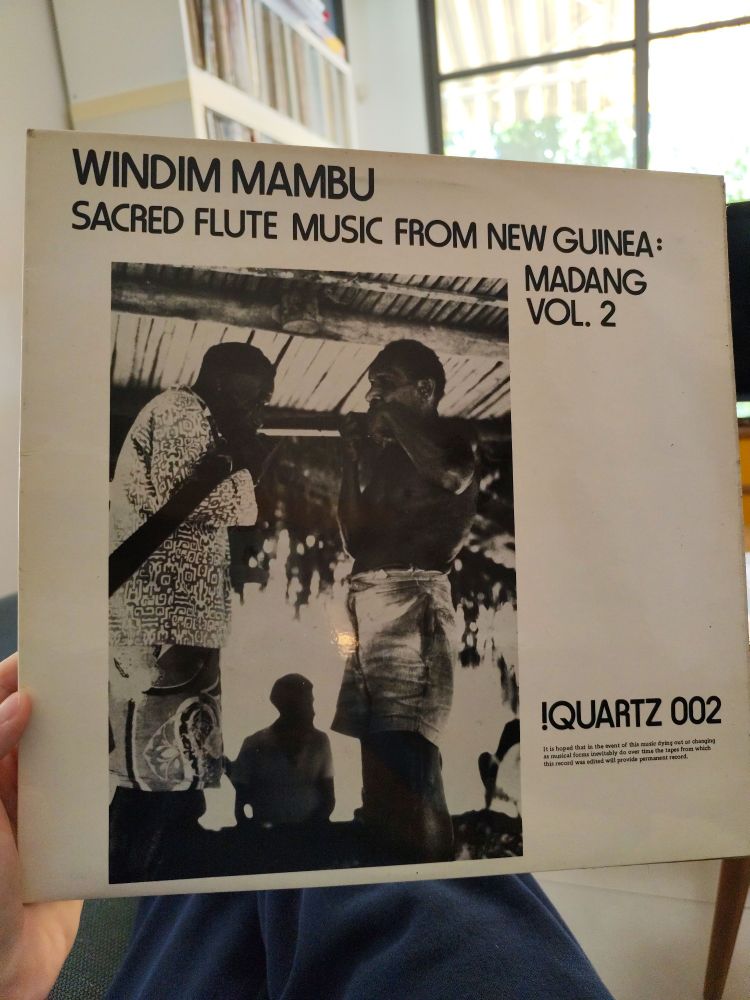 WINDIM MAMBU
SACRED FLUTE MUSIC FROM NEW GUINEA:
MADANG
VOL. 2
!QUARTZ 002
It is hoped that in the event of this music dying out or changing
as musical forms inevitably do over time the tapes from which
this record was edited will provide permanent record.